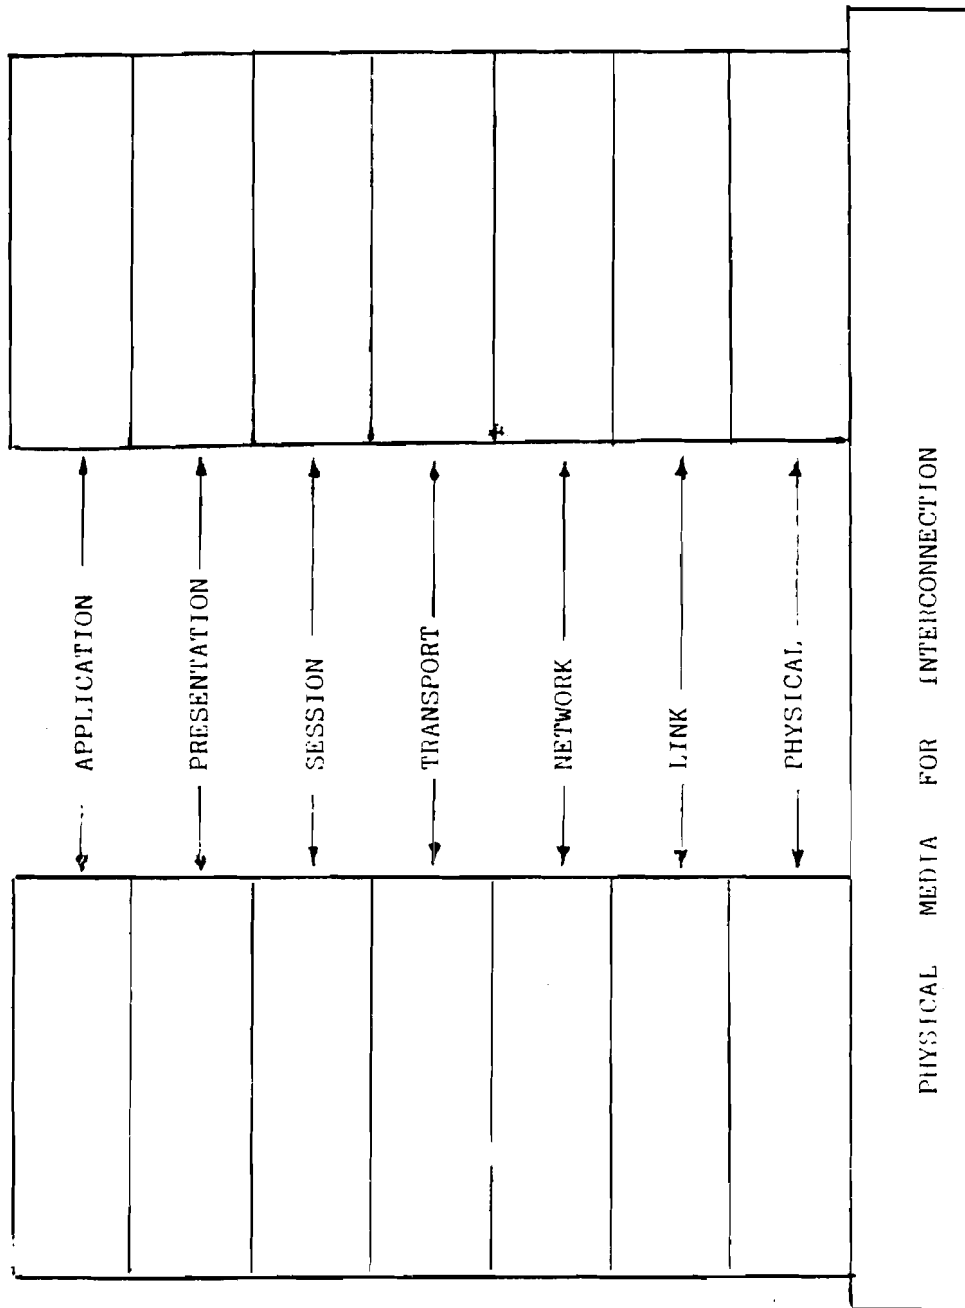 APPLICATION
PRESENTATION
SESSION
TRANSPORT
NETWORK
LINK
PHYSICAL
PHYSICAL MEDIA FOR INTERCONNECTION